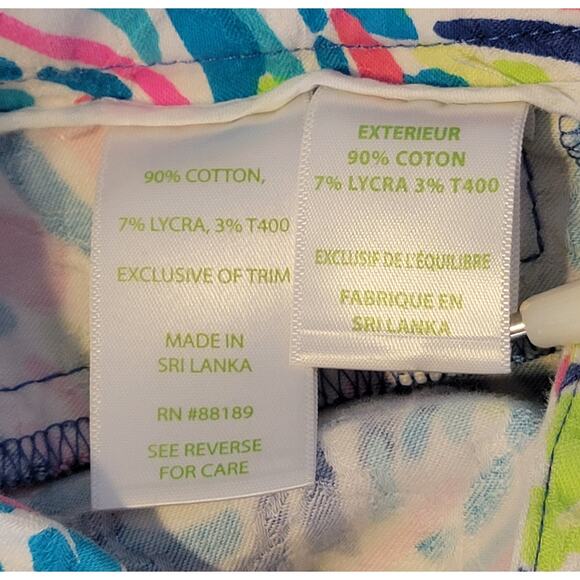 90% COTTON,
7% LYCRA, 3% T400
EXCLUSIVE OF TRIM
MADE IN
SRI LANKA
RN #88189
SEE REVERSE
FOR CARE
EXTERIEUR
90% COTON
7% LYCRA 3% T400
EXCLUSIF DE L'ÉQUILIBRE
FABRIQUE EN
SRI LANKA